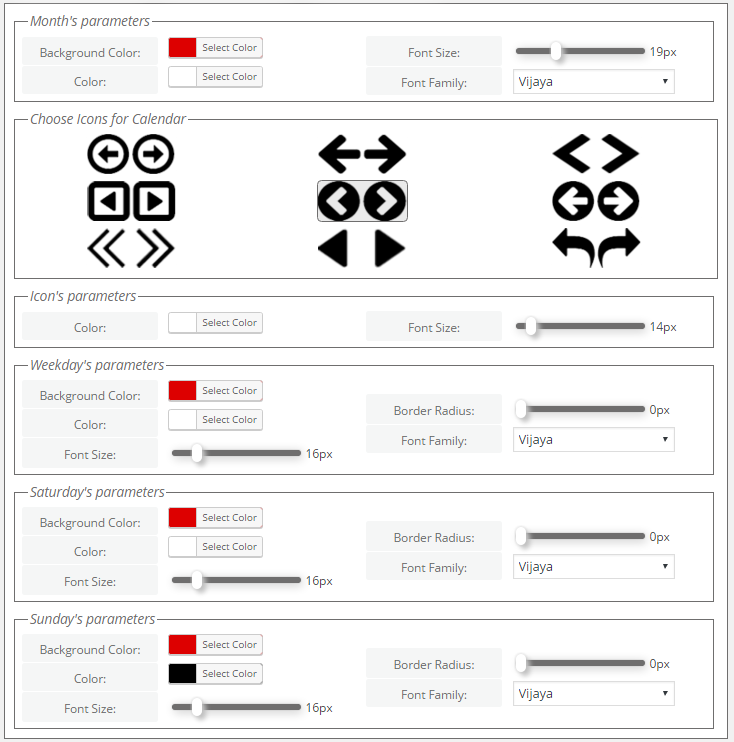 Month's parameters
Background Color: Select Color Font Size: 19px
Color: Select Color Font Family: Vijaya
Choose Icons for Calendar
Icon's parameters
Color: Select Color Font Size: 14px
Weekday's parameters
Background Color: Select Color Border Radius: 0px
Color: Select Color Font Family: Vijaya
Font Size: 16px
Saturday's parameters
Background Color: Select Color Border Radius: 0px
Color: Select Color Font Family: Vijaya
Font Size: 16px
Sunday's parameters
Background Color: Select Color Border Radius: 0px
Color: Select Color Font Family: Vijaya
Font Size: 16px